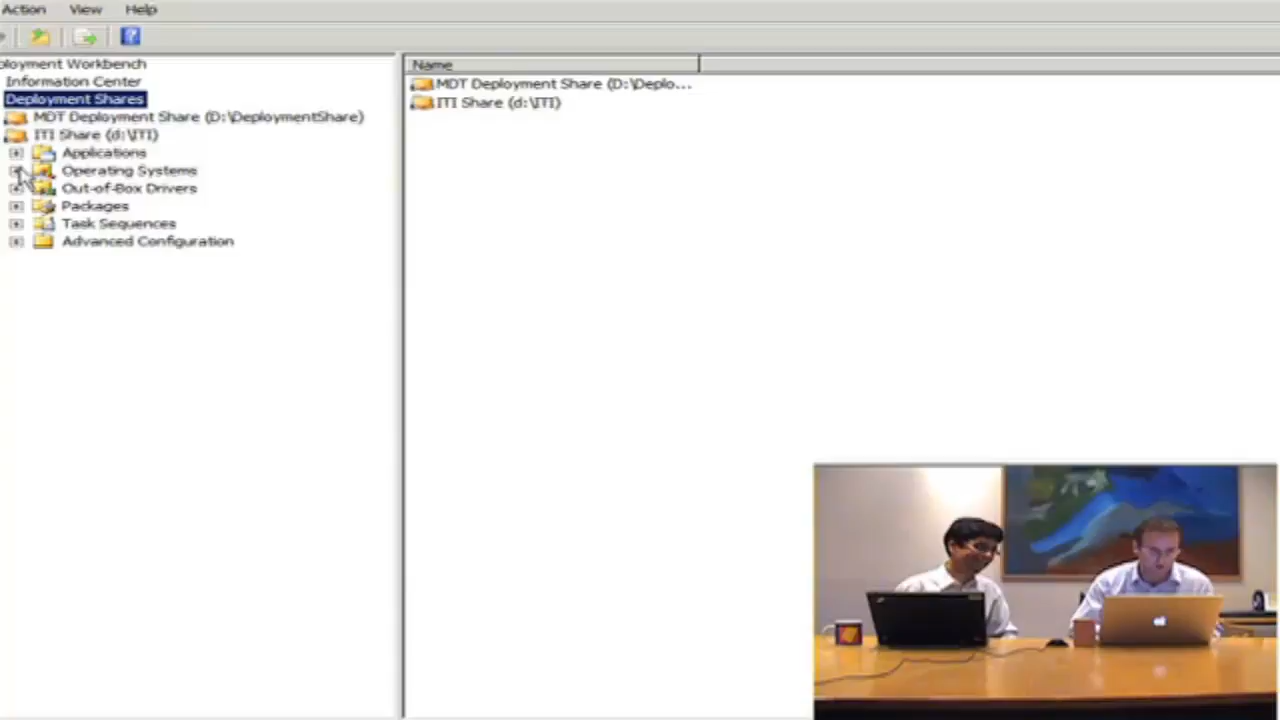 Action View Help
ployment Workbench
Information Center
Deployment Shares
MDT Deployment Share (D:\DeploymentShare)
ITI Share (d:\ITI)
Applications
Operating Systems
Out-of-Box Drivers
Packages
Task Sequences
Advanced Configuration
Name
MDT Deployment Share (D:\Deplo...
ITI Share (d:\ITI)